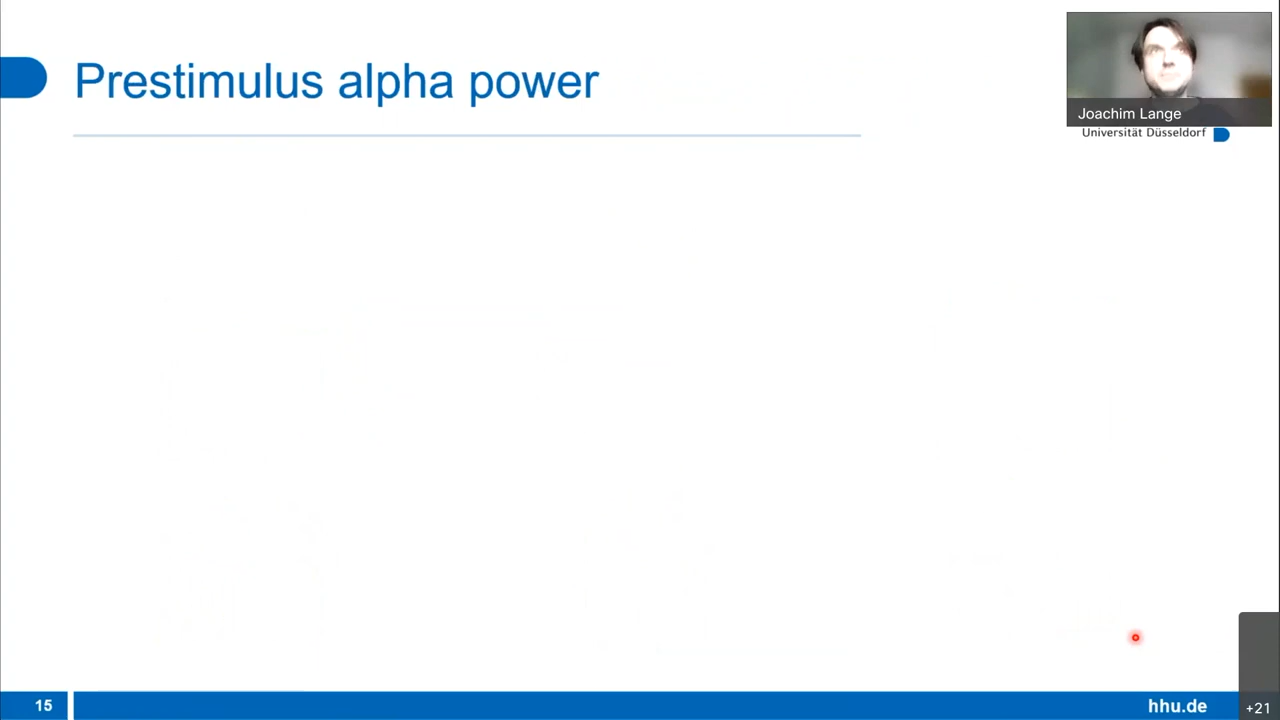 Prestimulus alpha power
Joachim Lange
Universität Düsseldorf
15
hhu.de
+21